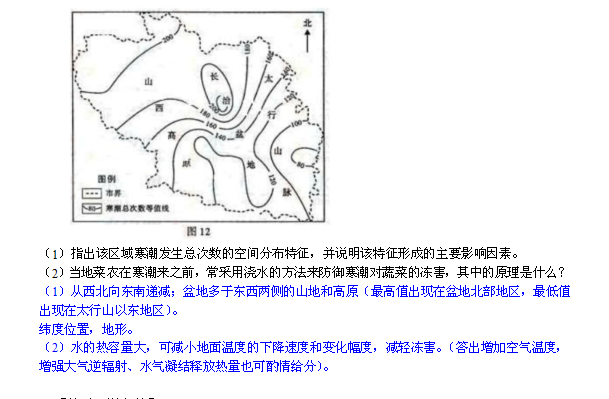 北
200
180
160
140
120
100
80
山
西
高
原
长
治
盆
地
太
行
山
脉
图例
市界
80 寒潮总次数等值线
图12
(1)指出该区域寒潮发生总次数的空间分布特征,并说明该特征形成的主要影响因素。
(2)当地菜农在寒潮来之前,常采用浇水的方法来防御寒潮对蔬菜的冻害,其中的原理是什么?
(1)从西北向东南递减;盆地多于东西两侧的山地和高原(最高值出现在盆地北部地区,最低值
出现在太行山以东地区)。
纬度位置,地形。
(2)水的热容量大,可减小地面温度的下降速度和变化幅度,减轻冻害。(答出增加空气温度,
增强大气逆辐射、水气凝结释放热量也可酌情给分)。